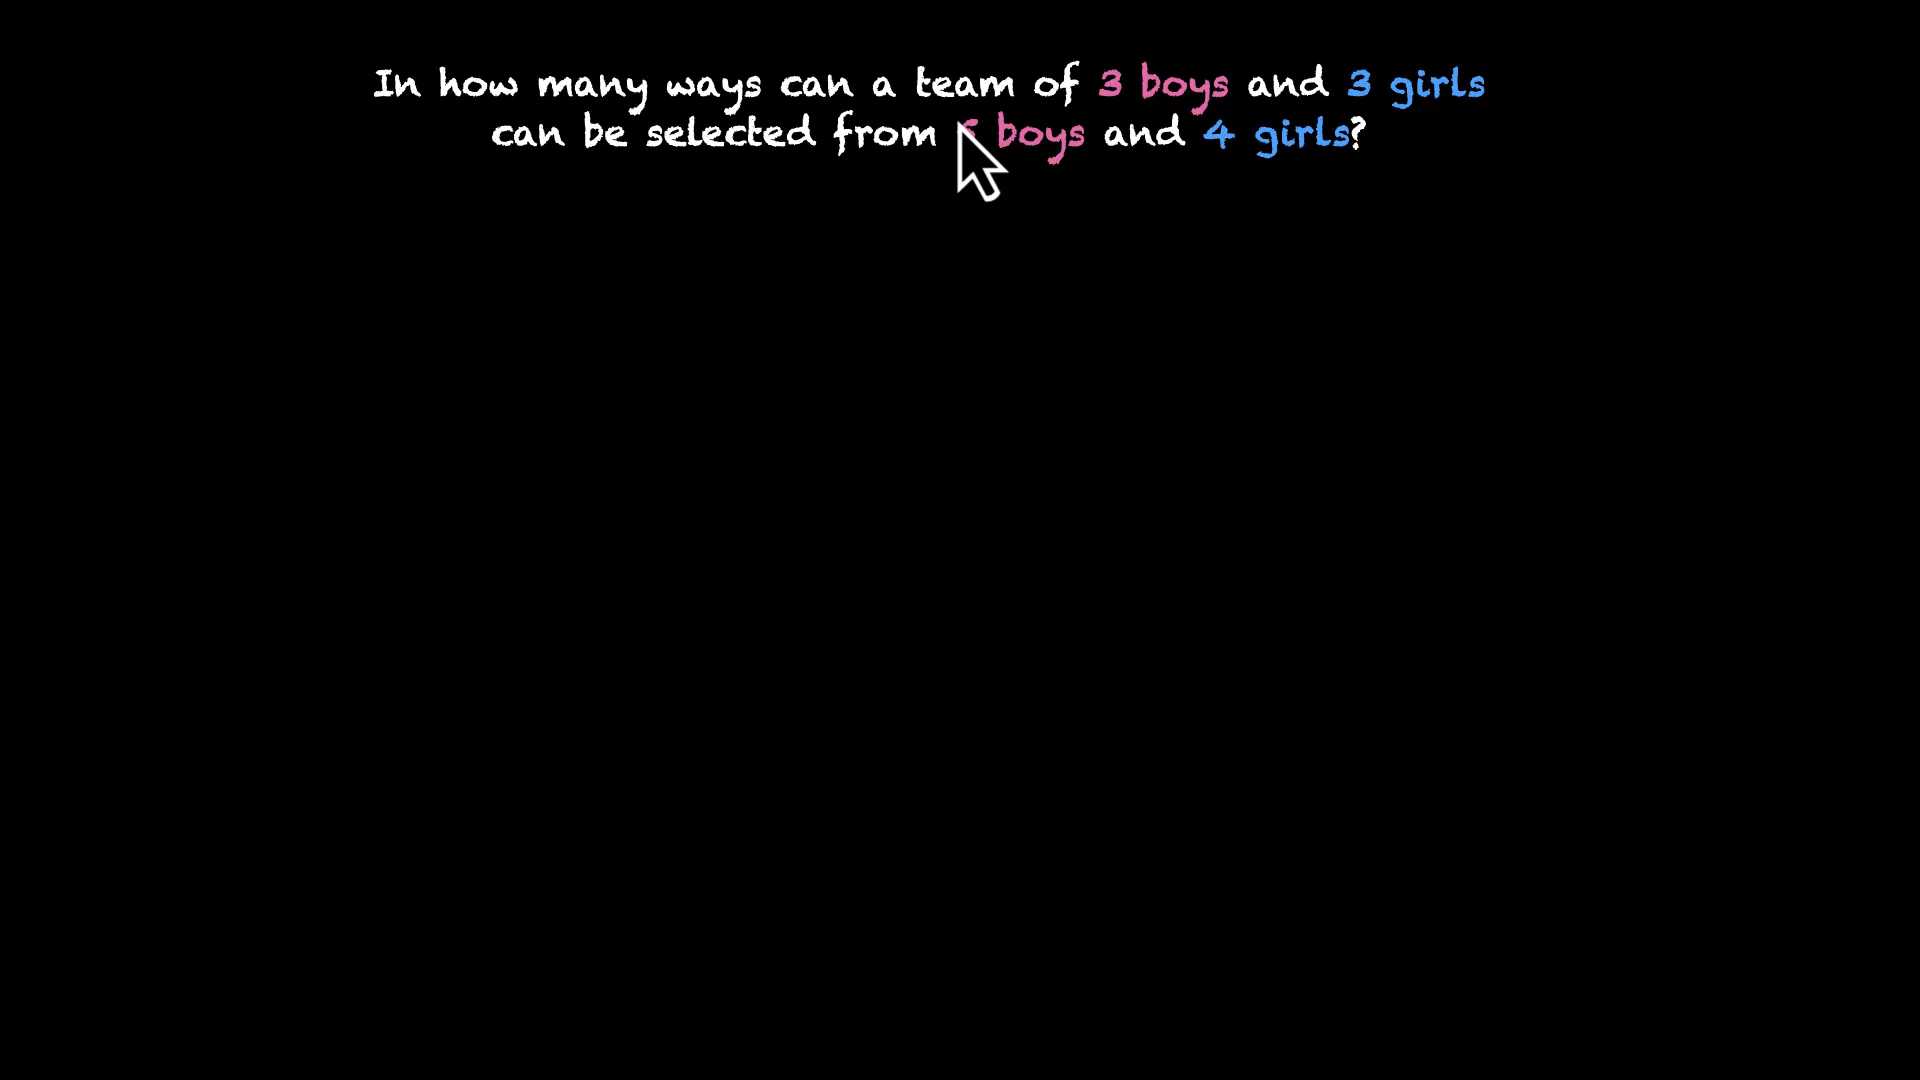 In how many ways can a team of 3 boys and 3 girls
can be selected from boys and 4 girls?